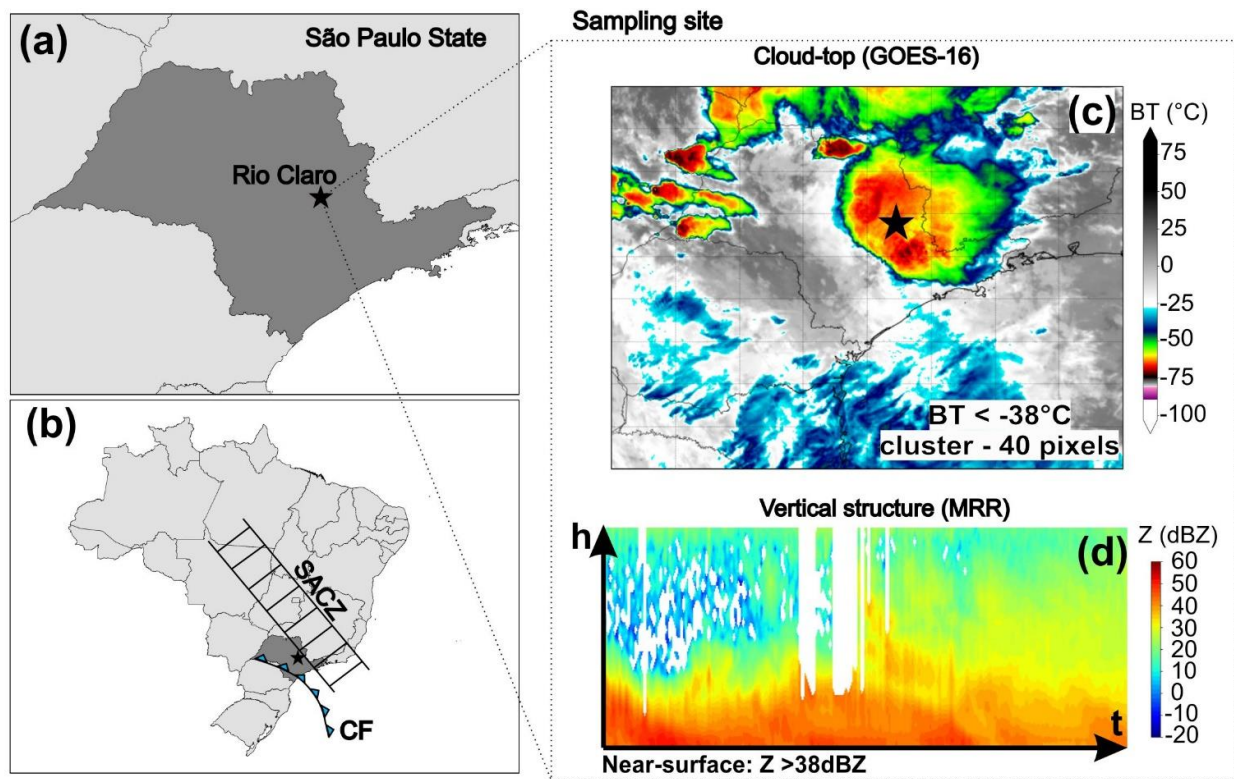 (a)
São Paulo State
Rio Claro
(b)
SACZ
CF
Sampling site
Cloud-top (GOES-16)
(c)
BT (°C)
75
50
25
0
-25
-50
-75
-100
BT < -38°C
cluster - 40 pixels
Vertical structure (MRR)
h
(d)
t
Z (dBZ)
60
50
40
30
20
10
0
-10
-20
Near-surface: Z >38dBZ